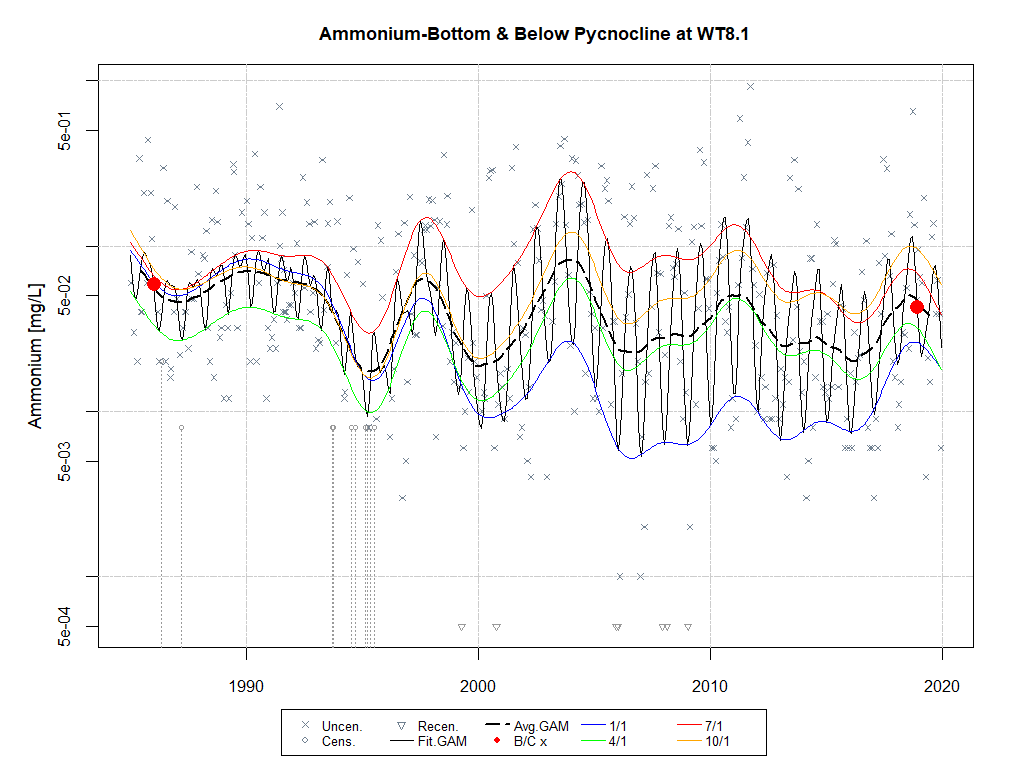 Ammonium-Bottom & Below Pycnocline at WT8.1
Ammonium [mg/L]
5e-01
5e-02
5e-03
5e-04
1990 2000 2010 2020
Uncen. Recen. Avg.GAM 1/1 7/1
Cens. Fit.GAM B/C x 4/1 10/1